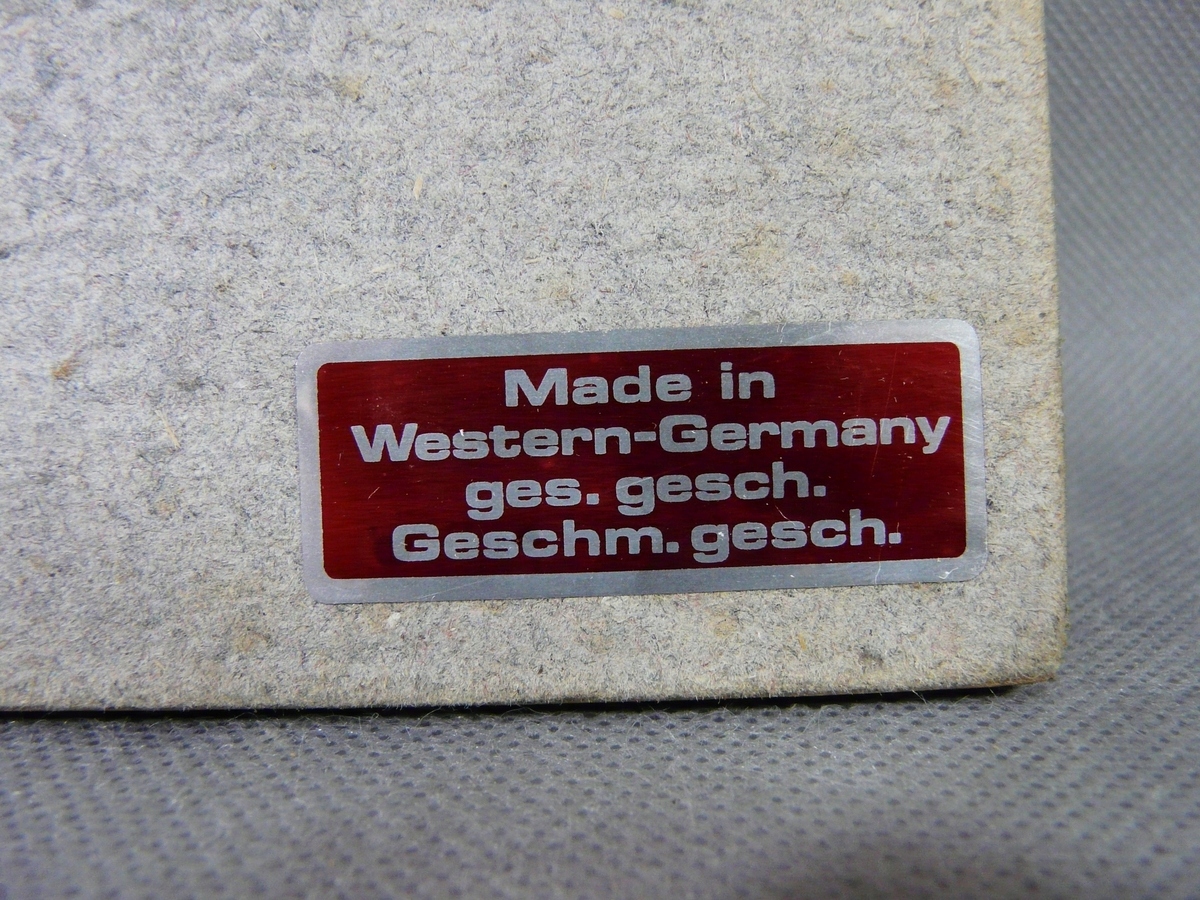 Made in
Western-Germany
ges. gesch.
Geschm. gesch.